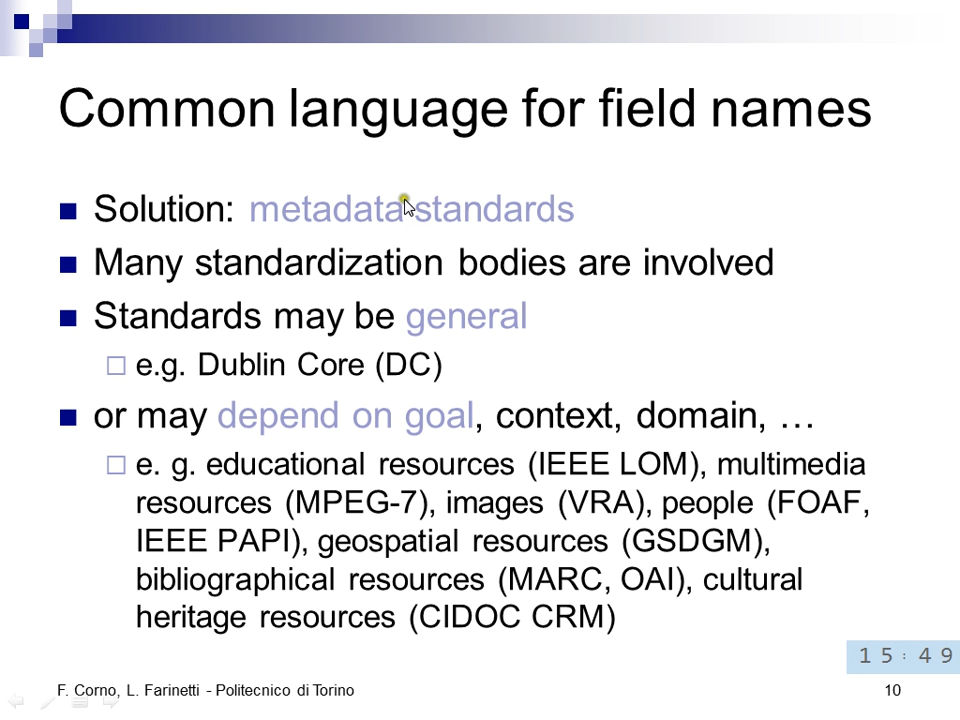 Common language for field names
Solution: metadata standards
Many standardization bodies are involved
Standards may be general
e.g. Dublin Core (DC)
or may depend on goal, context, domain, …
e. g. educational resources (IEEE LOM), multimedia
resources (MPEG-7), images (VRA), people (FOAF,
IEEE PAPI), geospatial resources (GSDGM),
bibliographical resources (MARC, OAI), cultural
heritage resources (CIDOC CRM)
15:49
F. Corno, L. Farinetti - Politecnico di Torino
10